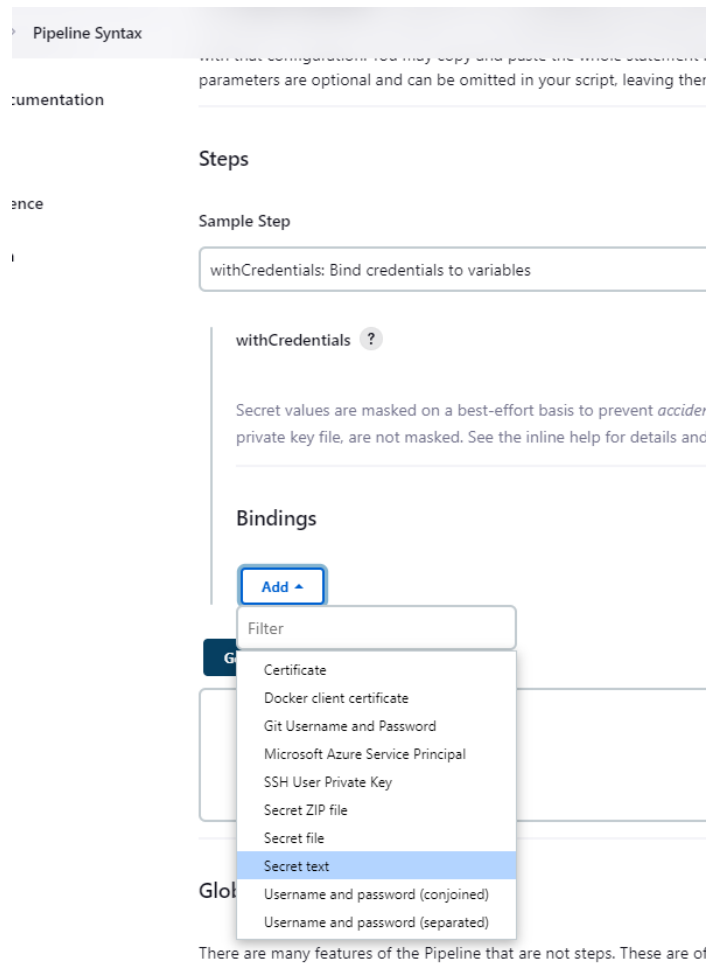 Pipeline Syntax
parameters are optional and can be omitted in your script, leaving
Steps
Sample Step
withCredentials: Bind credentials to variables
withCredentials ?
Secret values are masked on a best-effort basis to prevent
private key file, are not masked. See the inline help for details and
Bindings
Add
Filter
Certificate
Docker client certificate
Git Username and Password
Microsoft Azure Service Principal
SSH User Private Key
Secret ZIP file
Secret file
Secret text
Username and password (conjoined)
Username and password (separated)
There are many features of the Pipeline that are not steps. These are